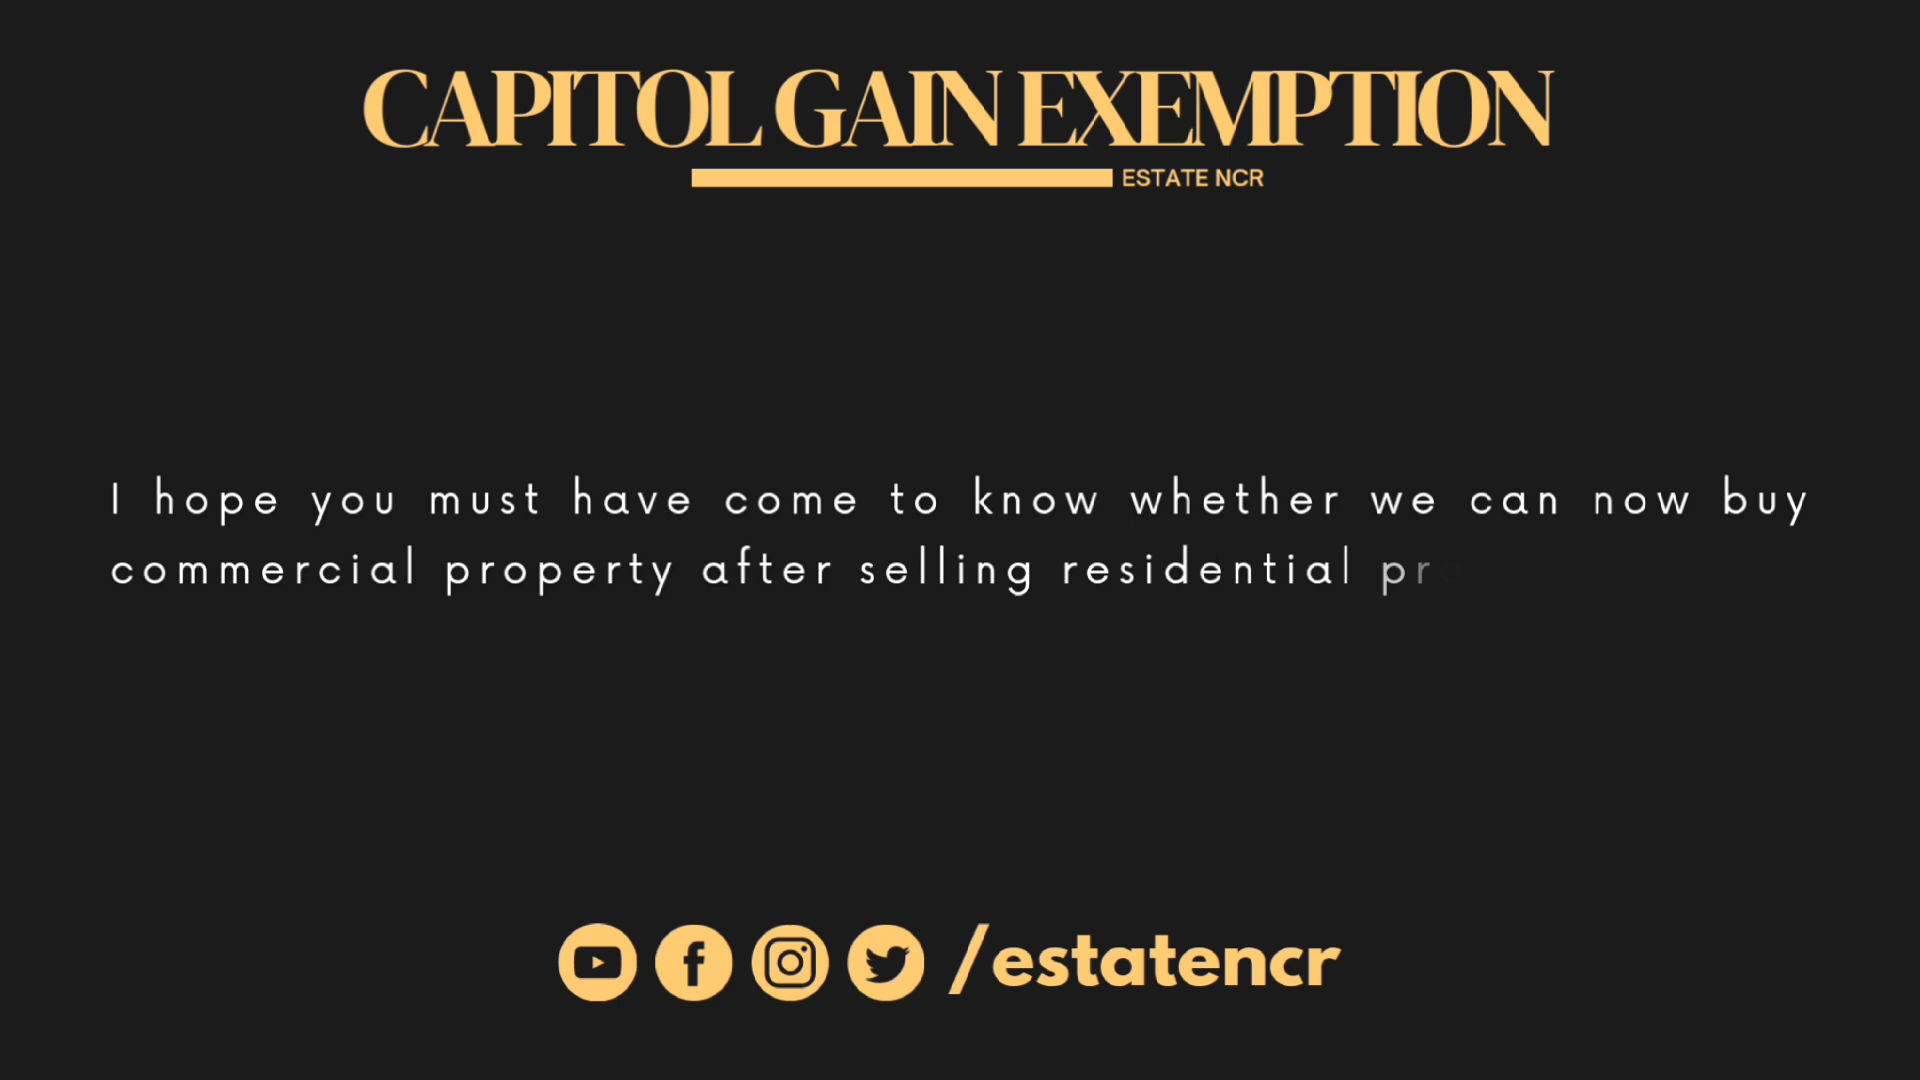 CAPITOL GAIN EXEMPTION
ESTATE NCR
I hope you must have come to know whether we can now buy
commercial property after selling residential pro
/estatencr